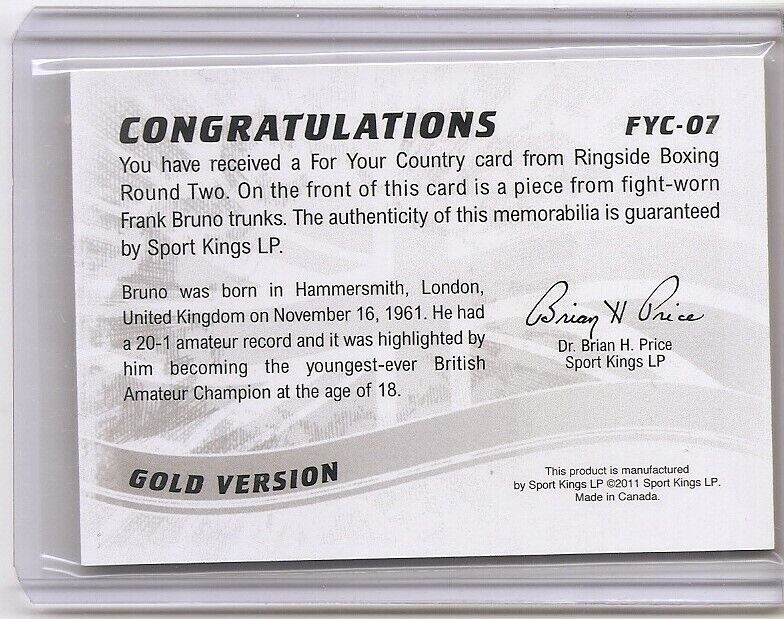 CONGRATULATIONS FYC-07
You have received a For Your Country card from Ringside Boxing
Round Two. On the front of this card is a piece from fight-worn
Frank Bruno trunks. The authenticity of this memorabilia is guaranteed
by Sport Kings LP.
Bruno was born in Hammersmith, London,
United Kingdom on November 16, 1961. He had
a 20-1 amateur record and it was highlighted by
him becoming the youngest-ever British
Amateur Champion at the age of 18.
Brian H Price
Dr. Brian H. Price
Sport Kings LP
GOLD VERSION
This product is manufactured
by Sport Kings LP ©2011 Sport Kings LP.
Made in Canada.